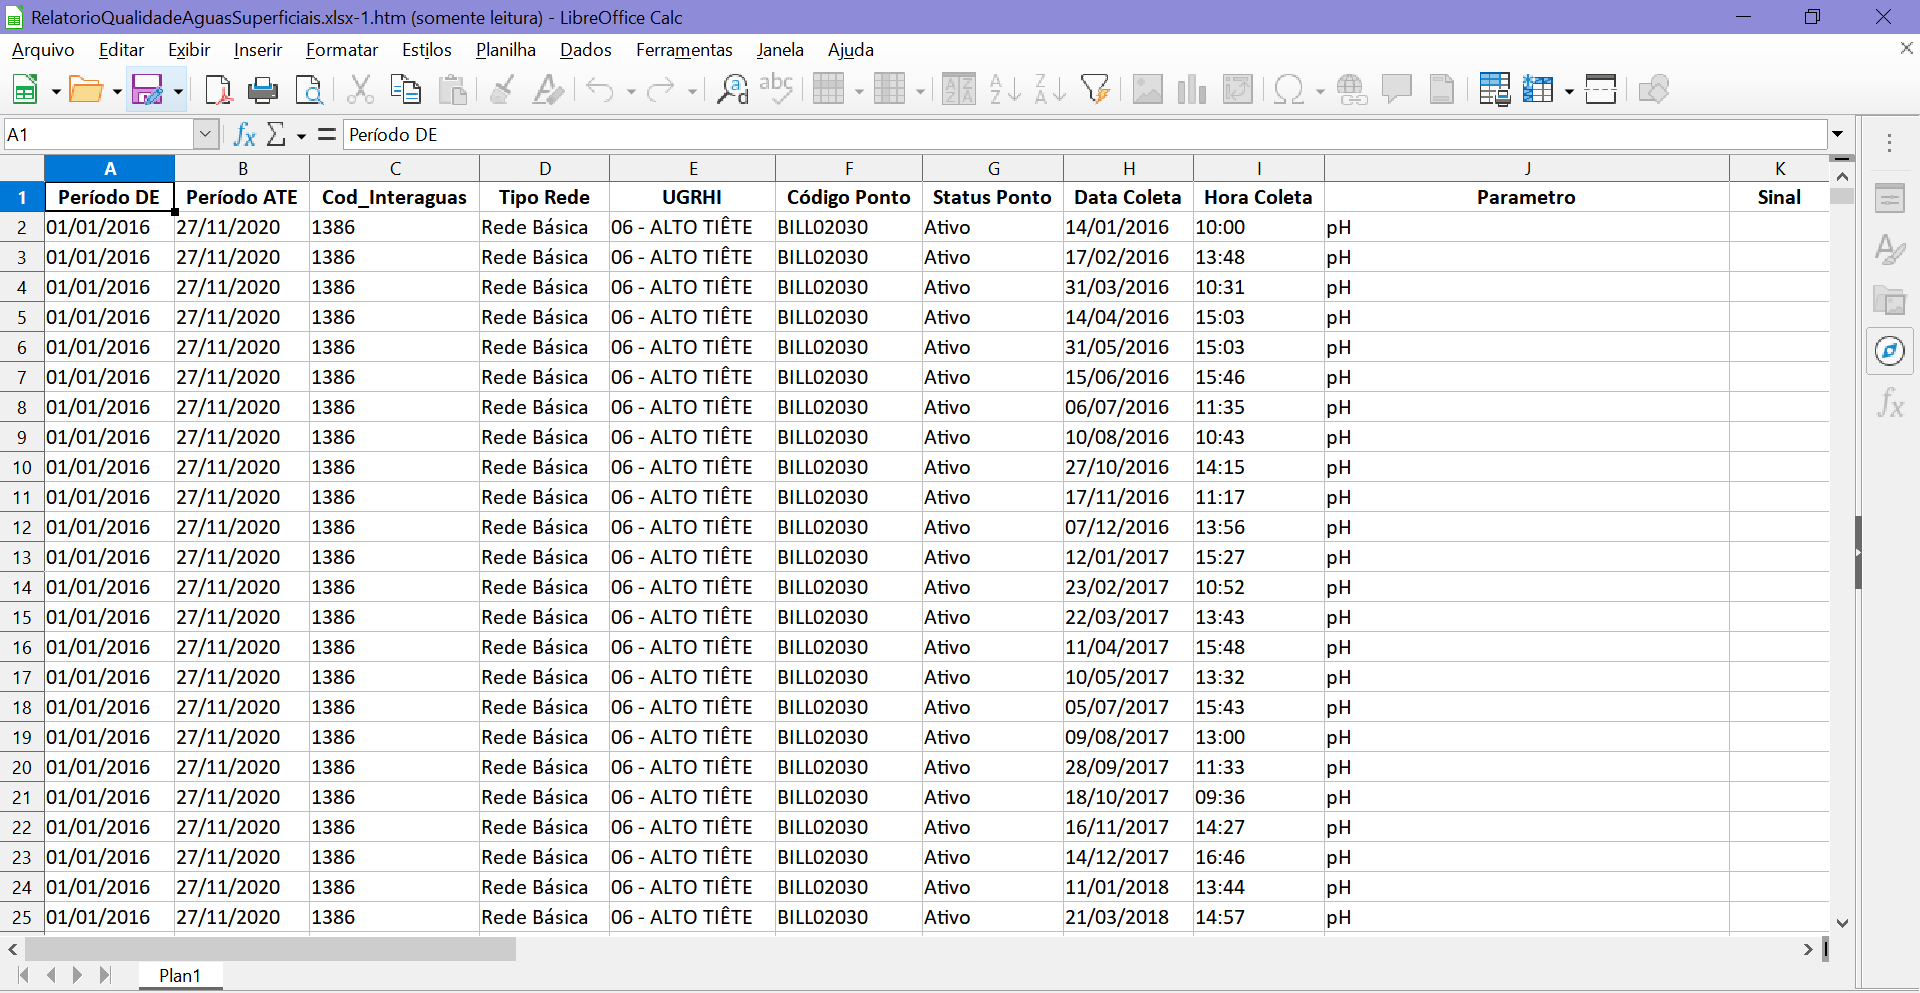 RelatorioQualidadeAguasSuperficiais.xlsx-1.htm (somente leitura) - LibreOffice Calc
Arquivo Editar Exibir Inserir Formatar Estilos Planilha Dados Ferramentas Janela Ajuda
A1 Período DE
A B C D E F G H I J K
1 Período DE Período ATE Cod_Interaguas Tipo Rede UGRHI Código Ponto Status Ponto Data Coleta Hora Coleta Parametro Sinal
2 01/01/2016 27/11/2020 1386 Rede Básica 06 - ALTO TIÊTE BILL02030 Ativo 14/01/2016 10:00 pH
3 01/01/2016 27/11/2020 1386 Rede Básica 06 - ALTO TIÊTE BILL02030 Ativo 17/02/2016 13:48 pH
4 01/01/2016 27/11/2020 1386 Rede Básica 06 - ALTO TIÊTE BILL02030 Ativo 31/03/2016 10:31 pH
5 01/01/2016 27/11/2020 1386 Rede Básica 06 - ALTO TIÊTE BILL02030 Ativo 14/04/2016 15:03 pH
6 01/01/2016 27/11/2020 1386 Rede Básica 06 - ALTO TIÊTE BILL02030 Ativo 31/05/2016 15:03 pH
7 01/01/2016 27/11/2020 1386 Rede Básica 06 - ALTO TIÊTE BILL02030 Ativo 15/06/2016 15:46 pH
8 01/01/2016 27/11/2020 1386 Rede Básica 06 - ALTO TIÊTE BILL02030 Ativo 06/07/2016 11:35 pH
9 01/01/2016 27/11/2020 1386 Rede Básica 06 - ALTO TIÊTE BILL02030 Ativo 10/08/2016 10:43 pH
10 01/01/2016 27/11/2020 1386 Rede Básica 06 - ALTO TIÊTE BILL02030 Ativo 27/10/2016 14:15 pH
11 01/01/2016 27/11/2020 1386 Rede Básica 06 - ALTO TIÊTE BILL02030 Ativo 17/11/2016 11:17 pH
12 01/01/2016 27/11/2020 1386 Rede Básica 06 - ALTO TIÊTE BILL02030 Ativo 07/12/2016 13:56 pH
13 01/01/2016 27/11/2020 1386 Rede Básica 06 - ALTO TIÊTE BILL02030 Ativo 12/01/2017 15:27 pH
14 01/01/2016 27/11/2020 1386 Rede Básica 06 - ALTO TIÊTE BILL02030 Ativo 23/02/2017 10:52 pH
15 01/01/2016 27/11/2020 1386 Rede Básica 06 - ALTO TIÊTE BILL02030 Ativo 22/03/2017 13:43 pH
16 01/01/2016 27/11/2020 1386 Rede Básica 06 - ALTO TIÊTE BILL02030 Ativo 11/04/2017 15:48 pH
17 01/01/2016 27/11/2020 1386 Rede Básica 06 - ALTO TIÊTE BILL02030 Ativo 10/05/2017 13:32 pH
18 01/01/2016 27/11/2020 1386 Rede Básica 06 - ALTO TIÊTE BILL02030 Ativo 05/07/2017 15:43 pH
19 01/01/2016 27/11/2020 1386 Rede Básica 06 - ALTO TIÊTE BILL02030 Ativo 09/08/2017 13:00 pH
20 01/01/2016 27/11/2020 1386 Rede Básica 06 - ALTO TIÊTE BILL02030 Ativo 28/09/2017 11:33 pH
21 01/01/2016 27/11/2020 1386 Rede Básica 06 - ALTO TIÊTE BILL02030 Ativo 18/10/2017 09:36 pH
22 01/01/2016 27/11/2020 1386 Rede Básica 06 - ALTO TIÊTE BILL02030 Ativo 16/11/2017 14:27 pH
23 01/01/2016 27/11/2020 1386 Rede Básica 06 - ALTO TIÊTE BILL02030 Ativo 14/12/2017 16:46 pH
24 01/01/2016 27/11/2020 1386 Rede Básica 06 - ALTO TIÊTE BILL02030 Ativo 11/01/2018 13:44 pH
25 01/01/2016 27/11/2020 1386 Rede Básica 06 - ALTO TIÊTE BILL02030 Ativo 21/03/2018 14:57 pH
Plan1